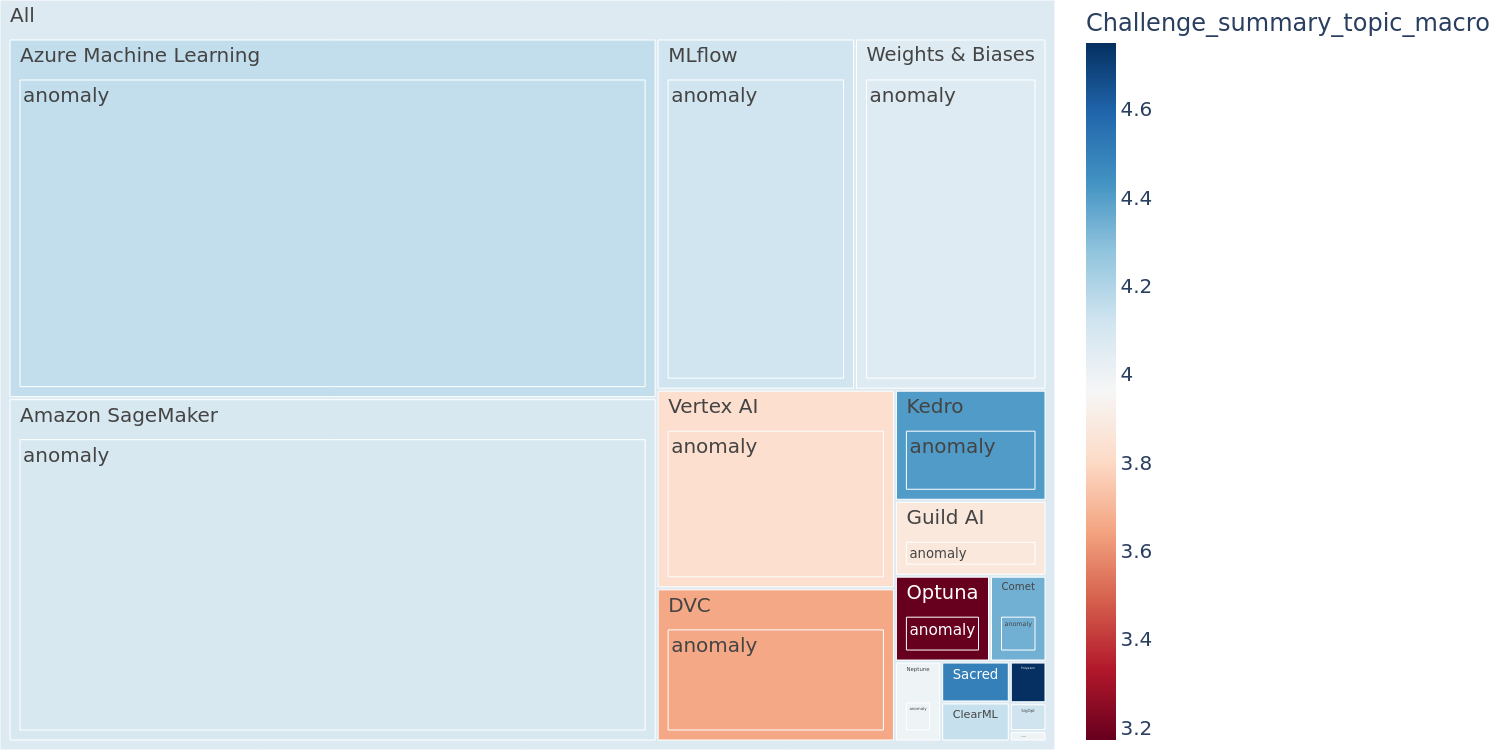 All
Azure Machine Learning
anomaly
Amazon SageMaker
anomaly
MLflow
anomaly
Weights & Biases
anomaly
Vertex AI
anomaly
DVC
anomaly
Kedro
anomaly
Guild AI
anomaly
Optuna
anomaly
Comet
anomaly
Neptune
anomaly
Sacred
ClearML
Polyaxon
SigOpt
Challenge_summary_topic_macro
4.6
4.4
4.2
4
3.8
3.6
3.4
3.2